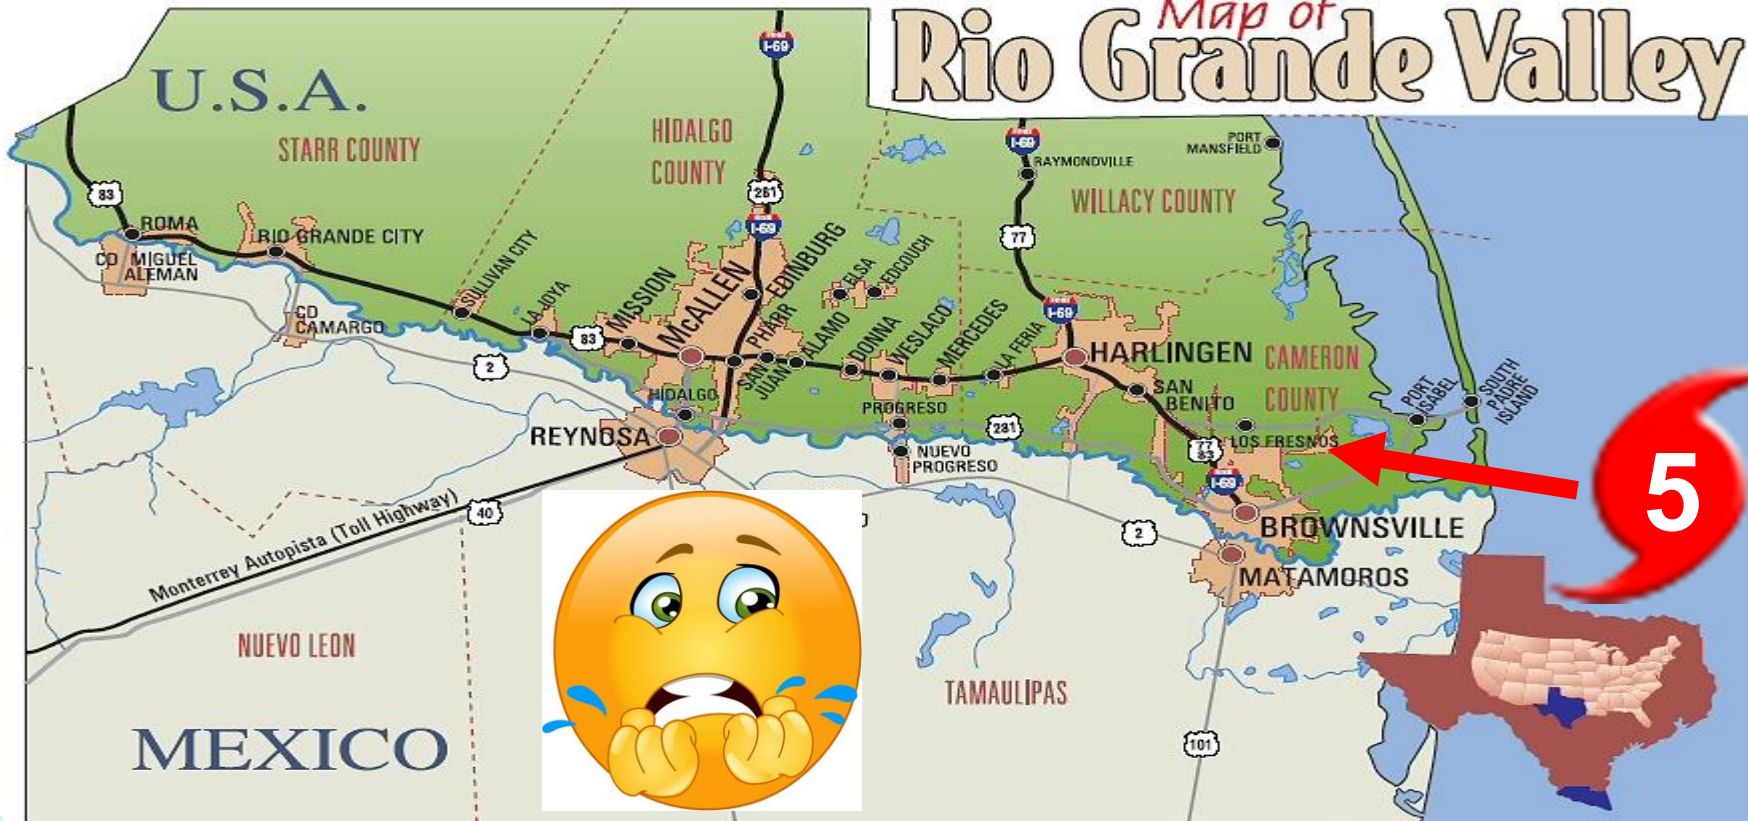 Map of
Rio Grande Valley
U.S.A.
STARR COUNTY
HIDALGO
COUNTY
I-69
I-69
PORT
MANSFIELD
RAYMONDVILLE
WILLACY COUNTY
83
281
I-69
77
ROMA
RIO GRANDE CITY
CD MIGUEL
ALEMAN
SULLIVAN CITY
LA JOYA
MISSION
McALLEN
EDINBURG
ELSA
EDCOUCH
CD
CAMARGO
83
2
PHARR
SAN
JUAN
ALAMO
DONNA
WESLACO
MERCEDES
LA FERIA
I-69
HARLINGEN
CAMERON
COUNTY
SAN
BENITO
PORT
ISABEL
SOUTH
PADRE
ISLAND
HIDALGO
PROGRESO
281
REYNOSA
NUEVO
PROGRESO
LOS FRESNOS
77
83
I-69
5
BROWNSVILLE
MATAMOROS
2
40
Monterrey Autopista (Toll Highway)
NUEVO LEON
TAMAULIPAS
MEXICO
101